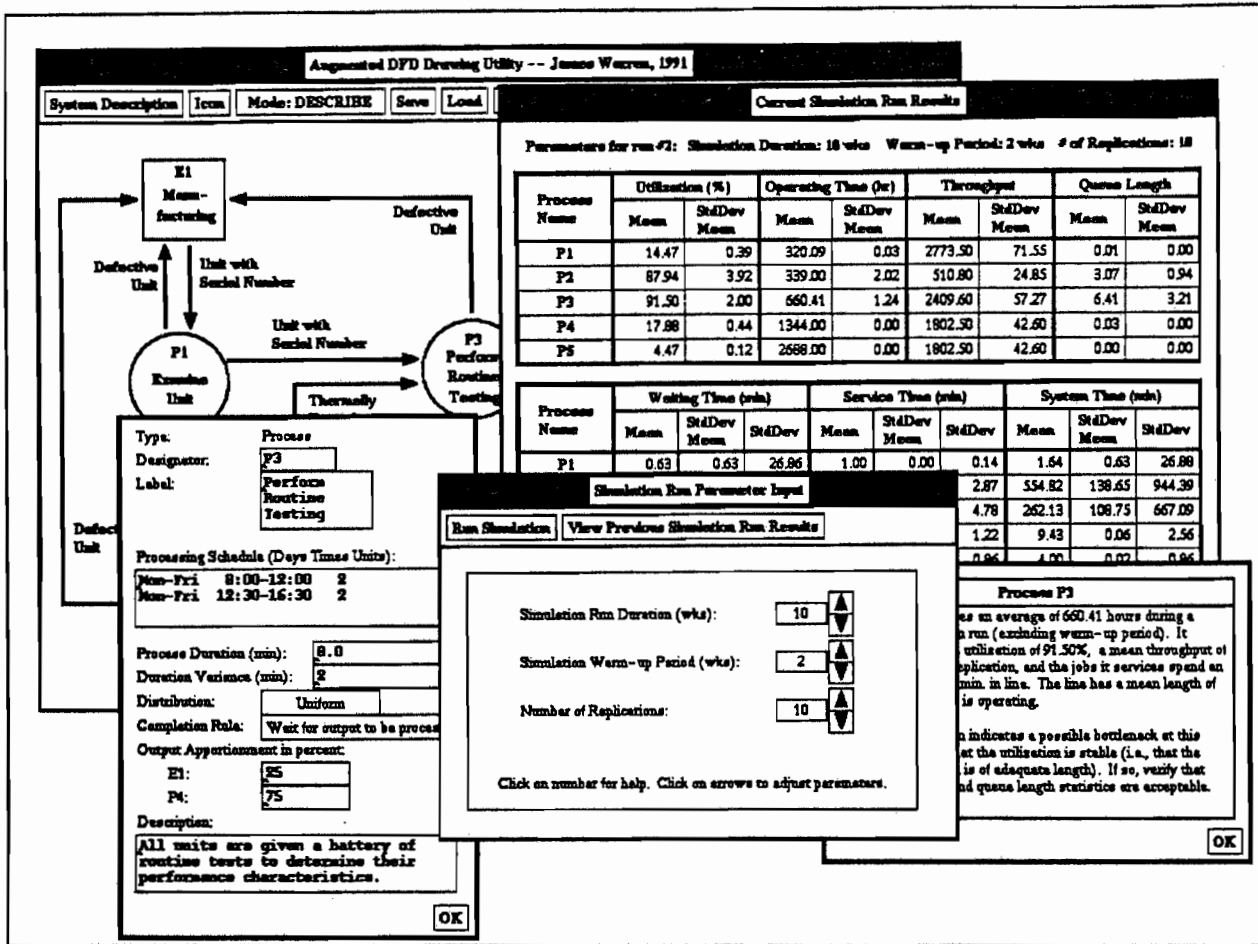 Augmented DFD Drawing Utility -- James Warren, 1991
System Description Icon Mode: DESCRIBE Save Load
E1
Manu-
facturing
Defective
Unit
Defective
Unit
Unit with
Serial Number
Unit with
Serial Number
P1
Examine
Unit
P3
Perform
Routine
Testing
Thermally
Defect
Unit
Current Simulation Run Results
Parameters for run #2: Simulation Duration: 10 wks Warm-up Period: 2 wks # of Replications: 10
Process Name Utilization (%) Operating Time (hr) Throughput Queue Length
Mean StdDev Mean Mean StdDev Mean Mean StdDev Mean Mean StdDev Mean
P1 14.47 0.39 320.09 0.03 2773.50 71.55 0.01 0.00
P2 87.94 3.92 339.00 2.02 510.80 24.85 3.07 0.94
P3 91.50 2.00 660.41 1.24 2409.60 57.27 6.41 3.21
P4 17.88 0.44 1344.00 0.00 1802.50 42.60 0.03 0.00
P5 4.47 0.12 2688.00 0.00 1802.50 42.60 0.00 0.00
Process Name Waiting Time (min) Service Time (min) System Time (min)
Mean StdDev Mean StdDev Mean StdDev Mean StdDev Mean StdDev Mean StdDev
P1 0.63 0.63 26.86 1.00 0.00 0.14 1.64 0.63 26.88
2.87 554.82 138.65 944.39
4.78 262.13 108.75 667.09
1.22 9.43 0.06 2.56
0.96 4.00 0.02 0.96
Type: Process
Designator: P3
Label: Perform
Routine
Testing
Processing Schedule (Days Times Units):
Mon-Fri 8:00-12:00 2
Mon-Fri 12:30-16:30 2
Process Duration (min): 8.0
Duration Variance (min): 2
Distribution: Uniform
Completion Rule: Wait for output to be proces
Output Apportionment in percent:
E1: 25
P4: 75
Description:
All units are given a battery of
routine tests to determine their
performance characteristics.
OK
Simulation Run Parameter Input
Run Simulation View Previous Simulation Run Results
Simulation Run Duration (wks): 10
Simulation Warm-up Period (wks): 2
Number of Replications: 10
Click on number for help. Click on arrows to adjust parameters.
Process P3
es an average of 660.41 hours during a
n run (excluding warm-up period). It
utilization of 91.50%, a mean throughput of
eplication, and the jobs it services spend an
min. in line. The line has a mean length of
is operating.
n indicates a possible bottleneck at this
at the utilization is stable (i.e., that the
is of adequate length). If so, verify that
nd queue length statistics are acceptable.
OK